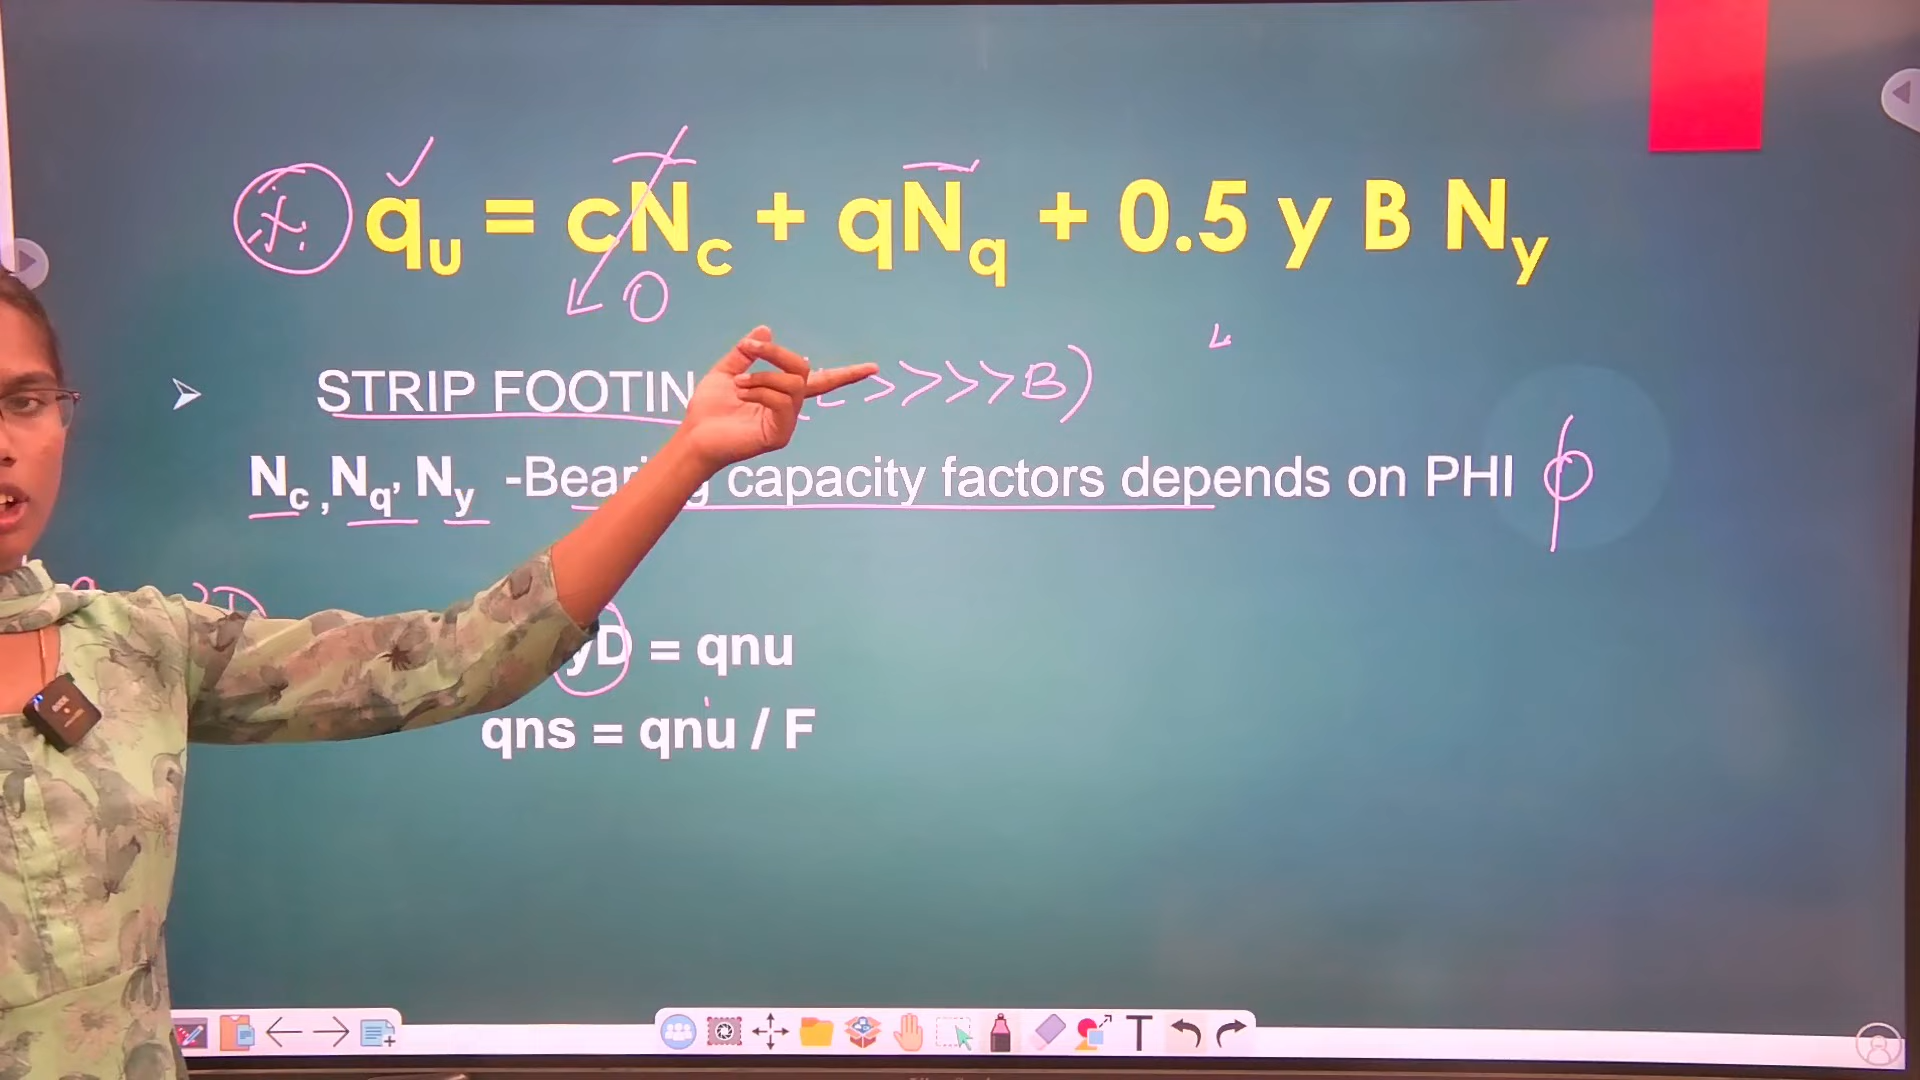 qu = cNc + qNq + 0.5 y B Ny
0
STRIP FOOTIN >>>>B)
Nc, Nq, Ny -Bearing capacity factors depends on PHI ϕ
yD = qnu
qns = qnu / F